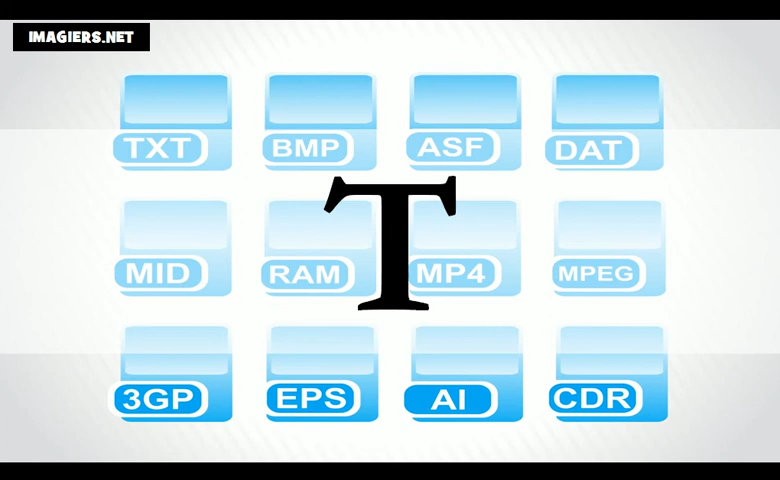 IMAGIERS.NET
TXT BMP ASF DAT
T
MID RAM MP4 MPEG
3GP EPS AI CDR